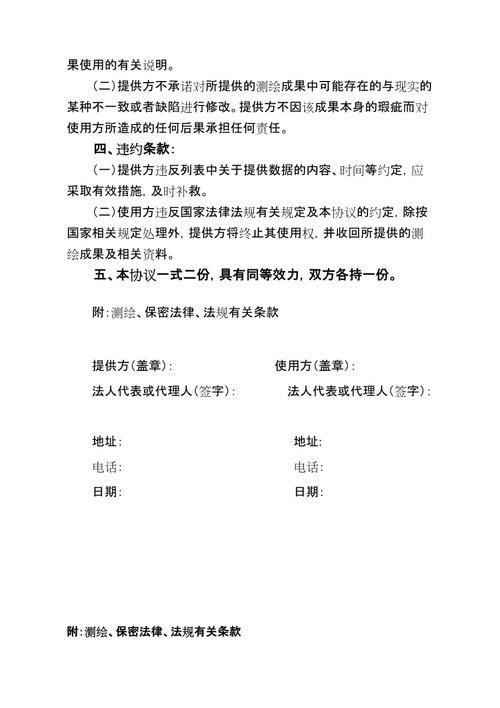 果使用的有关说明。
（二）提供方不承诺对所提供的测绘成果中可能存在的与现实的
某种不一致或者缺陷进行修改。提供方不因该成果本身的瑕疵而对
使用方所造成的任何后果承担任何责任。
四、违约条款：
（一）提供方违反列表中关于提供数据的内容、时间等约定，应
采取有效措施，及时补救。
（二）使用方违反国家法律法规有关规定及本协议的约定，除按
国家相关规定处理外，提供方将终止其使用权，并收回所提供的测
绘成果及相关资料。
五、本协议一式二份，具有同等效力，双方各持一份。
附：测绘、保密法律、法规有关条款
提供方（盖章）： 使用方（盖章）：
法人代表或代理人（签字）： 法人代表或代理人（签字）：
地址： 地址：
电话： 电话：
日期： 日期：
附：测绘、保密法律、法规有关条款